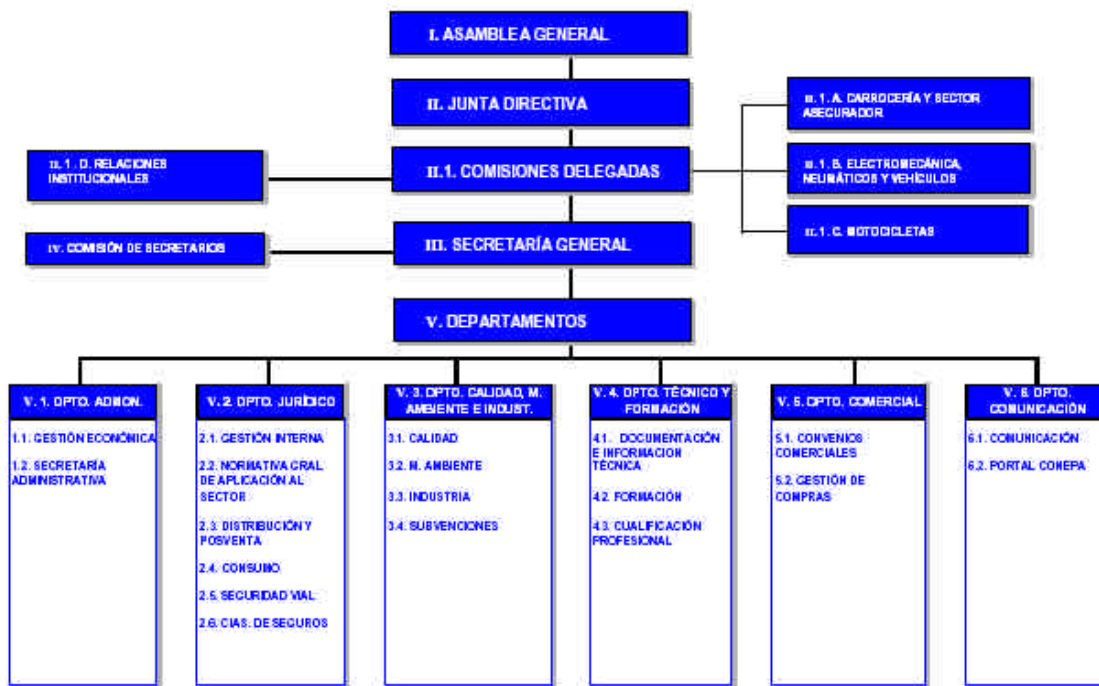 I. ASAMBLEA GENERAL
II. JUNTA DIRECTIVA
II. 1. A. CARROCERÍA Y SECTOR
ASEGURADOR
II. 1. D. RELACIONES
INSTITUCIONALES
II.1. COMISIONES DELEGADAS
II. 1. B. ELECTROMECÁNICA,
NEUMÁTICOS Y VEHÍCULOS
II. 1. C. MOTOCICLETAS
IV. COMISIÓN DE SECRETARIOS
III. SECRETARÍA GENERAL
V. DEPARTAMENTOS
V. 1. DPTO. ADMON.
1.1. GESTIÓN ECONÓMICA
1.2. SECRETARÍA
ADMINISTRATIVA
V. 2. DPTO. JURÍDICO
2.1. GESTIÓN INTERNA
2.2. NORMATIVA GRAL
DE APLICACIÓN AL
SECTOR
2.3. DISTRIBUCIÓN Y
POSVENTA
2.4. CONSUMO
2.5. SEGURIDAD VIAL
2.6. CIAS. DE SEGUROS
V. 3. DPTO. CALIDAD, M.
AMBIENTE E INDUST.
3.1. CALIDAD
3.2. M. AMBIENTE
3.3. INDUSTRIA
3.4. SUBVENCIONES
V. 4. DPTO. TÉCNICO Y
FORMACIÓN
4.1. DOCUMENTACIÓN
E INFORMACION
TÉCNICA
4.2. FORMACIÓN
4.3. CUALIFICACIÓN
PROFESIONAL
V. 5. DPTO. COMERCIAL
5.1. CONVENIOS
COMERCIALES
5.2. GESTIÓN DE
COMPRAS
V. 6. DPTO.
COMUNICACIÓN
6.1. COMUNICACIÓN
6.2. PORTAL CONEPA